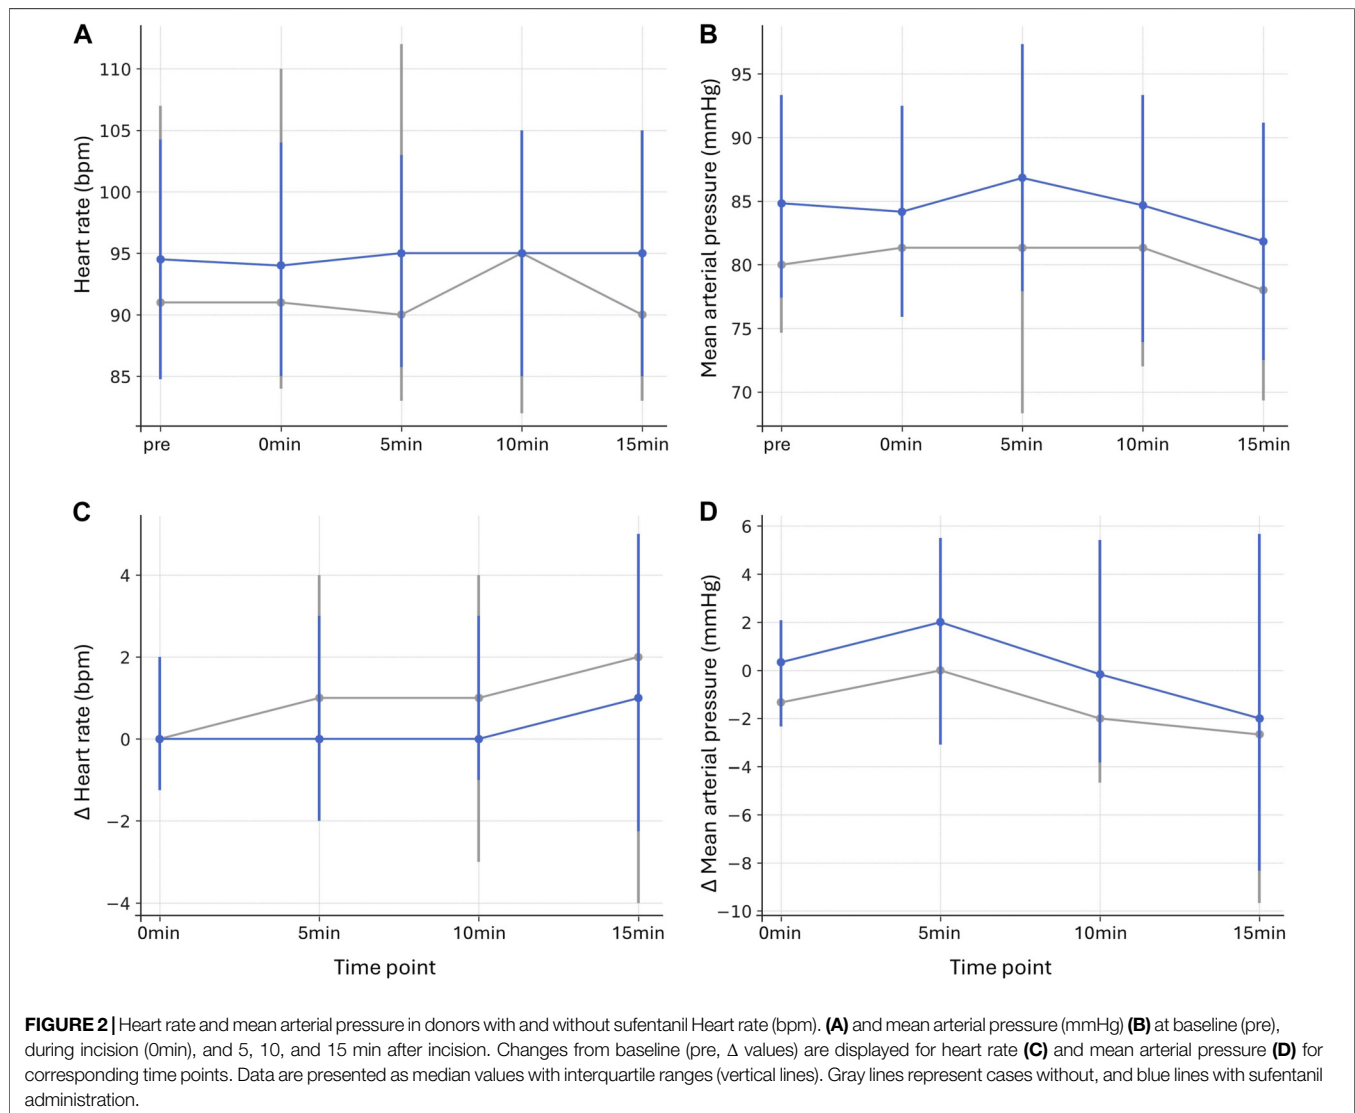 A
B
110
105
100
95
90
85
Heart rate (bpm)
pre
0min
5min
10min
15min
95
90
85
80
75
70
Mean arterial pressure (mmHg)
pre
0min
5min
10min
15min
C
D
4
2
0
−2
−4
Δ Heart rate (bpm)
0min
5min
10min
15min
Time point
6
4
2
0
−2
−4
−6
−8
−10
Δ Mean arterial pressure (mmHg)
0min
5min
10min
15min
Time point
FIGURE 2 | Heart rate and mean arterial pressure in donors with and without sufentanil Heart rate (bpm). (A) and mean arterial pressure (mmHg) (B) at baseline (pre),
during incision (0min), and 5, 10, and 15 min after incision. Changes from baseline (pre, Δ values) are displayed for heart rate (C) and mean arterial pressure (D) for
corresponding time points. Data are presented as median values with interquartile ranges (vertical lines). Gray lines represent cases without, and blue lines with sufentanil
administration.